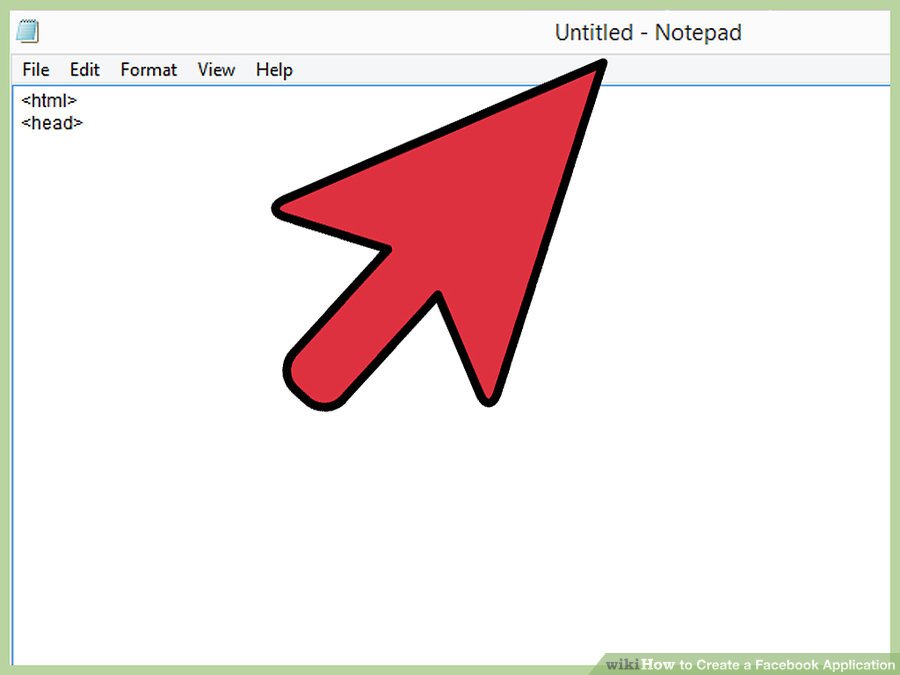 Untitled - Notepad
File Edit Format View Help
<html>
<head>
wikiHow to Create a Facebook Application